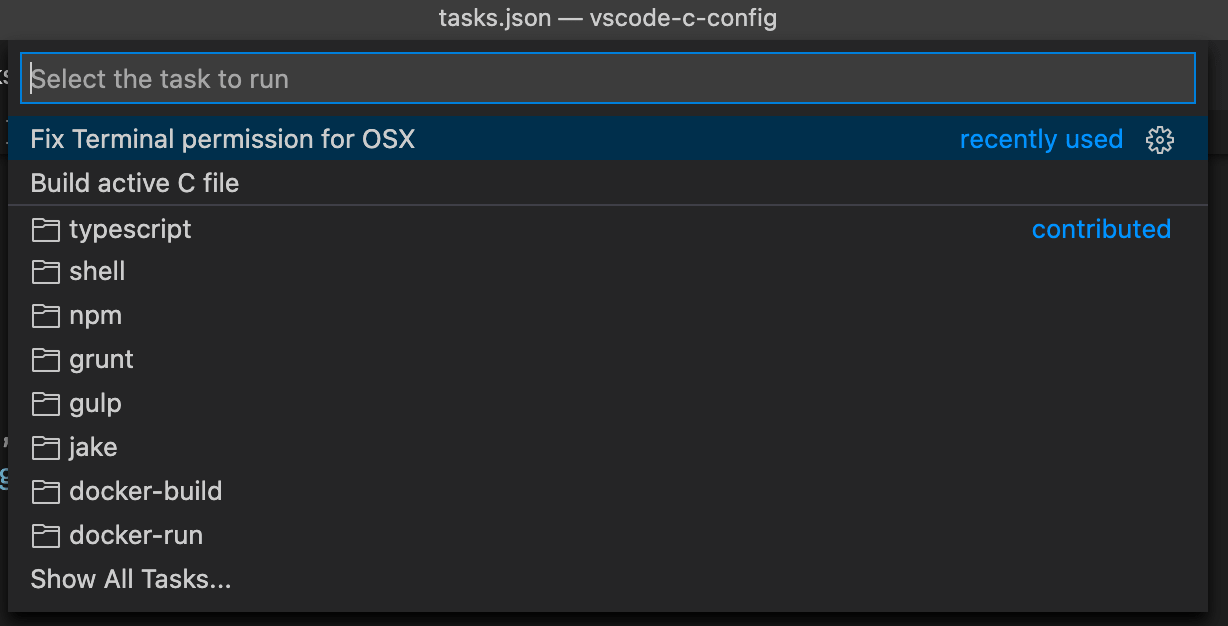 tasks.json — vscode-c-config
Select the task to run
Fix Terminal permission for OSX recently used
Build active C file
typescript contributed
shell
npm
grunt
gulp
jake
docker-build
docker-run
Show All Tasks...